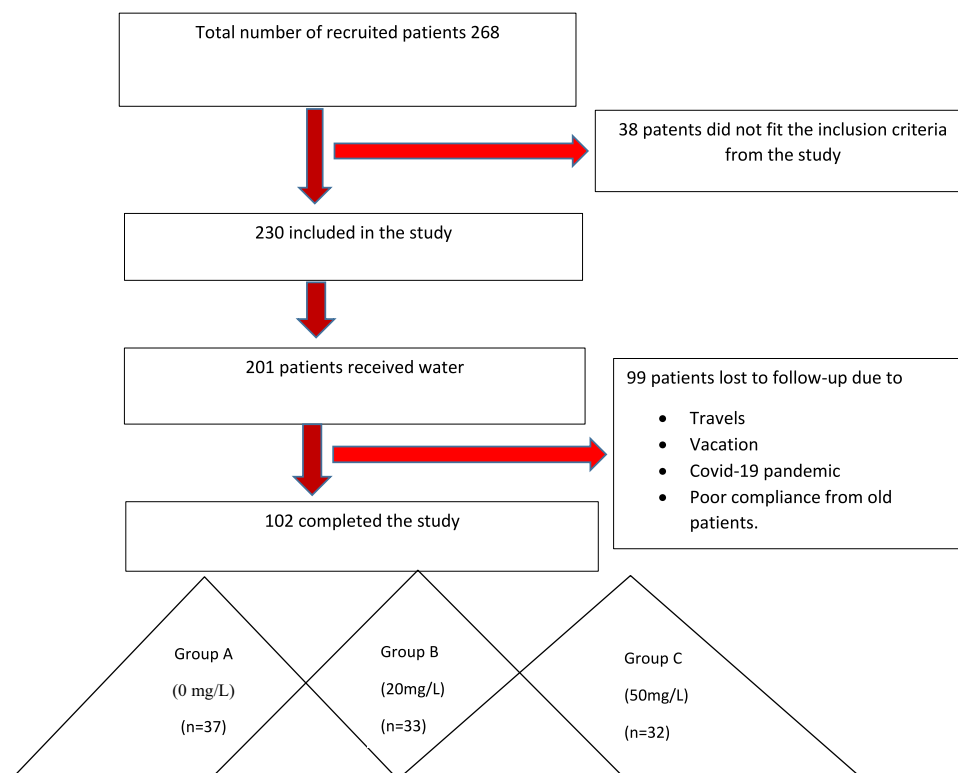 Total number of recruited patients 268
38 patents did not fit the inclusion criteria
from the study
230 included in the study
201 patients received water
99 patients lost to follow-up due to
• Travels
• Vacation
• Covid-19 pandemic
• Poor compliance from old
patients.
102 completed the study
Group A
(0 mg/L)
(n=37)
Group B
(20mg/L)
(n=33)
Group C
(50mg/L)
(n=32)